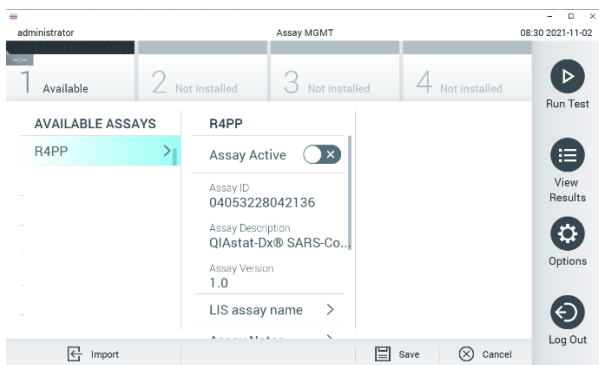 administrator
Assay MGMT
08:30 2021-11-02
1 Available
2 Not installed
3 Not installed
4 Not installed
Run Test
View
Results
Options
Log Out
AVAILABLE ASSAYS
R4PP
R4PP
Assay Active
Assay ID
04053228042136
Assay Description
QIAstat-Dx® SARS-Co...
Assay Version
1.0
LIS assay name
Import
Save
Cancel